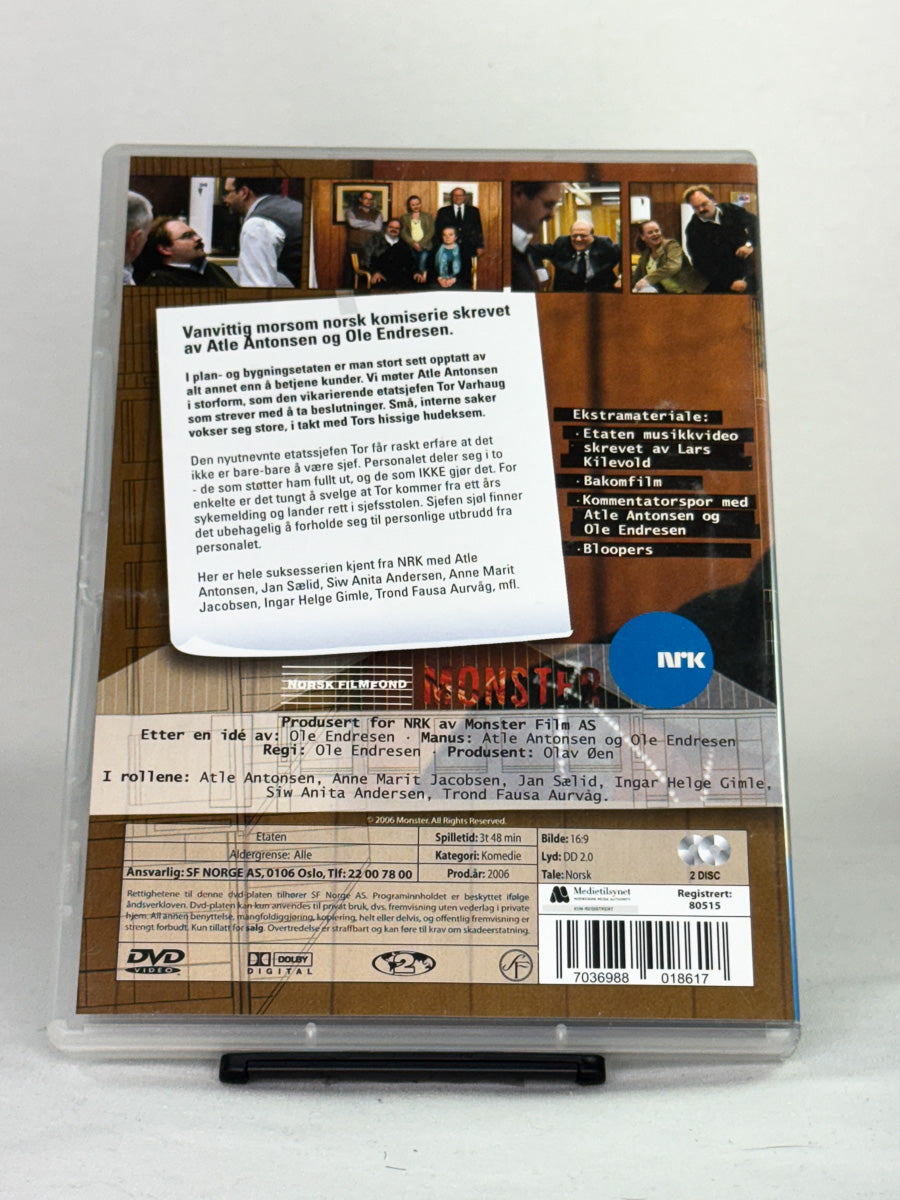 Vanvittig morsom norsk komiserie skrevet
av Atle Antonsen og Ole Endresen.
I plan- og bygningsetaten er man stort sett opptatt av
alt annet enn å betjene kunder. Vi møter Atle Antonsen
i storform, som den vikarierende etatsjefen Tor Varhaug
som strever med å ta beslutninger. Små, interne saker
vokser seg store, i takt med Tors hissige hudeksem.
Den nyutnevnte etatssjefen Tor får raskt erfare at det
ikke er bare-bare å være sjef. Personalet deler seg i to
- de som støtter ham fullt ut, og de som IKKE gjør det. For
enkelte er det tungt å svelge at Tor kommer fra ett års
sykemelding og lander rett i sjefsstolen. Sjefen sjøl finner
det ubehagelig å forholde seg til personlige utbrudd fra
personalet.
Her er hele suksesserien kjent fra NRK med Atle
Antonsen, Jan Sælid, Siw Anita Andersen, Anne Marit
Jacobsen, Ingar Helge Gimle, Trond Fausa Aurvåg, mfl.
Ekstramateriale:
· Etaten musikkvideo
skrevet av Lars
Kilevold
· Bakomfilm
· Kommentatorspor med
Atle Antonsen og
Ole Endresen
· Bloopers
NRK
NORSK FILMFOND
MONSTER
Produsert for NRK av Monster Film AS
Etter en idé av: Ole Endresen · Manus: Atle Antonsen og Ole Endresen
Regi: Ole Endresen · Produsent: Olav Øen
I rollene: Atle Antonsen, Anne Marit Jacobsen, Jan Sælid, Ingar Helge Gimle,
Siw Anita Andersen, Trond Fausa Aurvåg.
© 2006 Monster. All Rights Reserved.
Etaten
Aldergrense: Alle
Ansvarlig: SF NORGE AS, 0106 Oslo, Tlf: 22 00 78 00
Spilletid: 3t 48 min
Kategori: Komedie
Prod.år: 2006
Bilde: 16:9
Lyd: DD 2.0
Tale: Norsk
2 DISC
Rettighetene til denne dvd-platen tilhører SF Norge AS. Programinnholdet er beskyttet ifølge
åndsverkloven. Dvd-platen kan kun anvendes til privat bruk, dvs. fremvisning uten vederlag i private
hjem. All annen benyttelse, mangfoldiggjøring, kopiering, helt eller delvis, og offentlig fremvisning er
strengt forbudt. Kun tillatt for salg. Overtredelse er straffbart og kan føre til krav om skadeerstatning.
Medietilsynet
NORWEGIAN MEDIA AUTHORITY
KUN REGISTRERT
Registrert:
80515
DVD
VIDEO
DOLBY
DIGITAL
2
SF
7036988 018617